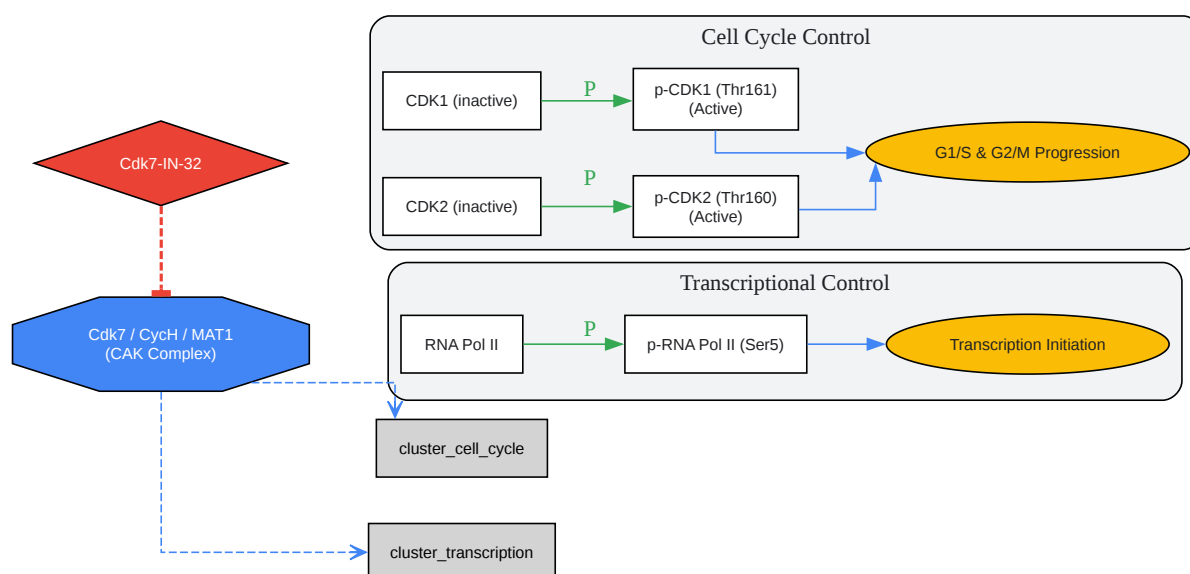 Cell Cycle Control
CDK1 (inactive)
P
p-CDK1 (Thr161)
(Active)
G1/S & G2/M Progression
CDK2 (inactive)
P
p-CDK2 (Thr160)
(Active)
Cdk7-IN-32
Cdk7 / CycH / MAT1
(CAK Complex)
Transcriptional Control
RNA Pol II
P
p-RNA Pol II (Ser5)
Transcription Initiation
cluster_cell_cycle
cluster_transcription